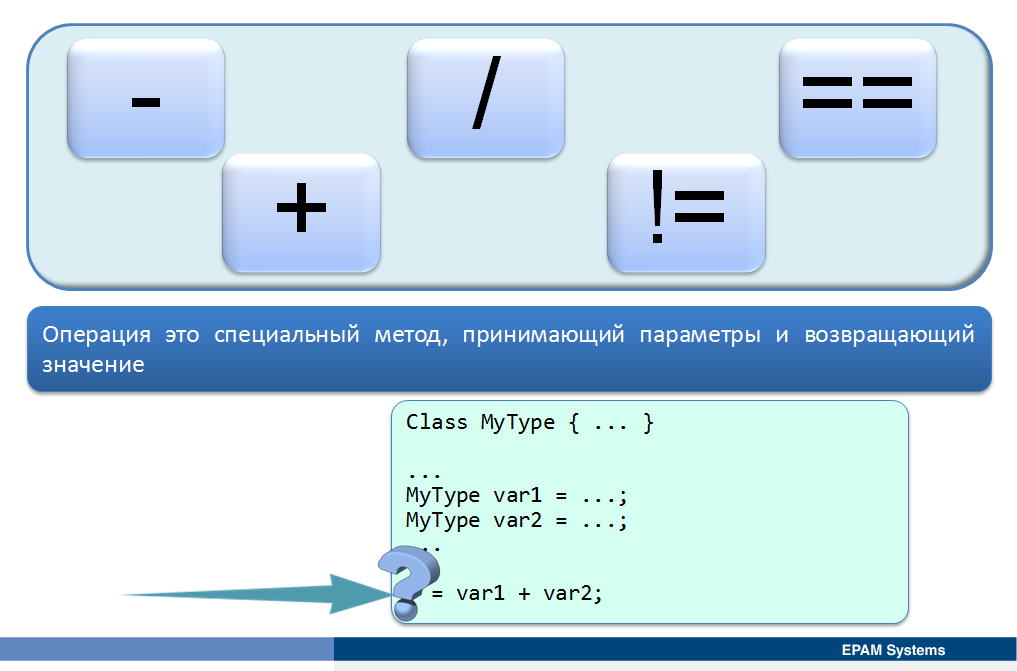 -
/
==
+
!=
Операция это специальный метод, принимающий параметры и возвращающий
значение
Class MyType { ... }
...
MyType var1 = ...;
MyType var2 = ...;
...
? = var1 + var2;
EPAM Systems